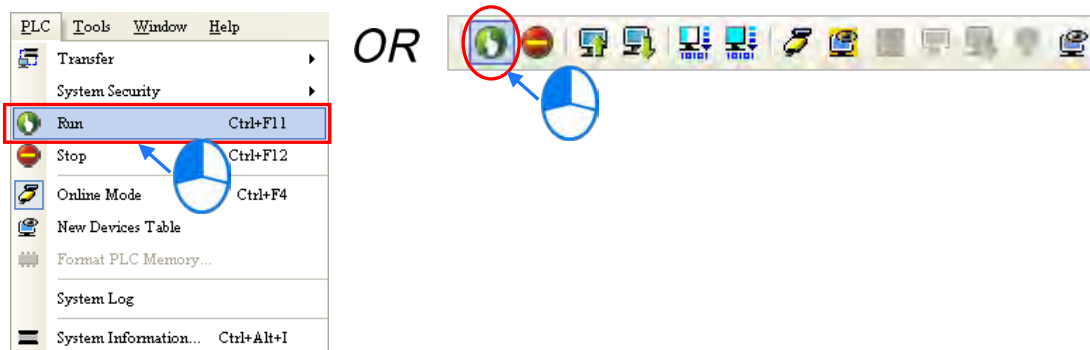 PLC Tools Window Help
Transfer
System Security
Run Ctrl+F11
Stop Ctrl+F12
Online Mode Ctrl+F4
New Devices Table
Format PLC Memory...
System Log
System Information... Ctrl+Alt+I
OR